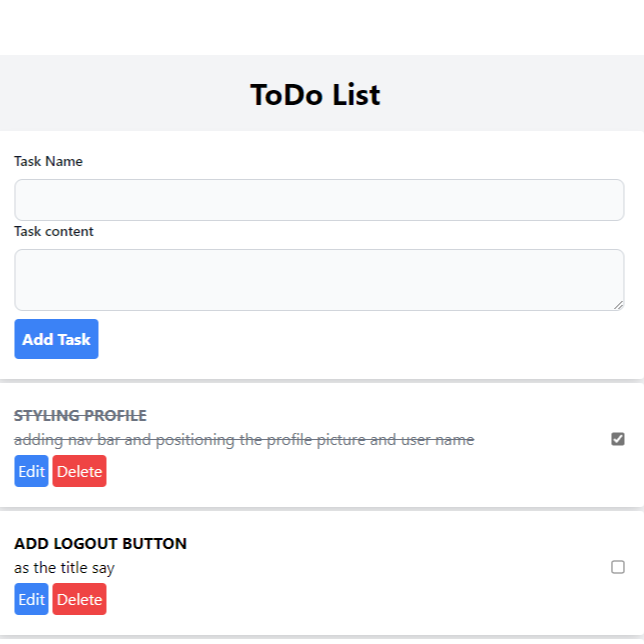 ToDo List
Task Name
Task content
Add Task
STYLING PROFILE
adding nav bar and positioning the profile picture and user name
Edit Delete
ADD LOGOUT BUTTON
as the title say
Edit Delete